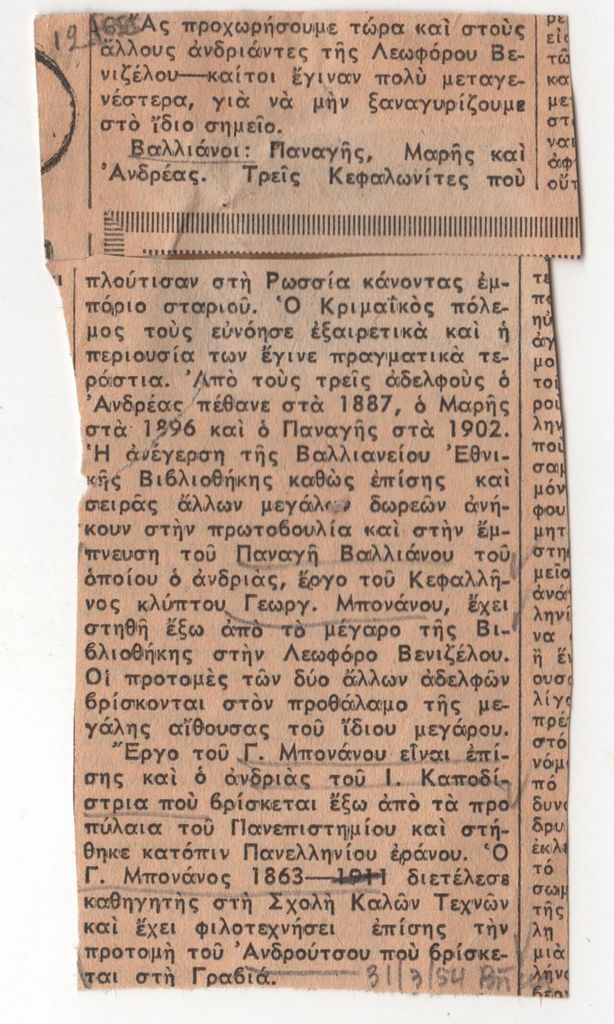 Ἂς προχωρήσουμε τώρα καὶ στοὺς
ἄλλους ἀνδριάντες τῆς Λεωφόρου Βε-
νιζέλου—καίτοι ἔγιναν πολὺ μεταγε-
νέστερα, γιὰ νὰ μὴν ξαναγυρίζουμε
στὸ ἴδιο σημεῖο.
Βαλλιάνοι: Παναγῆς, Μαρῆς καὶ
Ἀνδρέας. Τρεῖς Κεφαλωνίτες ποὺ
πλούτισαν στὴ Ρωσσία κάνοντας ἐμ-
πόριο σταριοῦ. Ὁ Κριμαϊκὸς πόλε-
μος τοὺς εὐνόησε ἐξαιρετικὰ καὶ ἡ
περιουσία των ἔγινε πραγματικὰ τε-
ράστια. Ἀπὸ τοὺς τρεῖς ἀδελφοὺς ὁ
Ἀνδρέας πέθανε στὰ 1887, ὁ Μαρῆς
στὰ 1896 καὶ ὁ Παναγῆς στὰ 1902.
Ἡ ἀνέγερση τῆς Βαλλιανείου Ἐθνι-
κῆς Βιβλιοθήκης καθὼς ἐπίσης καὶ
σειρᾶς ἄλλων μεγάλων δωρεῶν ἀνή-
κουν στὴν πρωτοβουλία καὶ στὴν ἔμ-
πνευση τοῦ Παναγῆ Βαλλιάνου τοῦ
ὁποίου ὁ ἀνδριὰς, ἔργο τοῦ Κεφαλλῆ-
νος κλύπτου Γεωργ. Μπονάνου, ἔχει
στηθῆ ἔξω ἀπὸ τὸ μέγαρο τῆς Βι-
βλιοθήκης στὴν Λεωφόρο Βενιζέλου.
Οἱ προτομὲς τῶν δύο ἄλλων ἀδελφῶν
βρίσκονται στὸν προθάλαμο τῆς με-
γάλης αἴθουσας τοῦ ἴδιου μεγάρου.
Ἔργο τοῦ Γ. Μπονάνου εἶναι ἐπί-
σης καὶ ὁ ἀνδριὰς τοῦ Ι. Καποδί-
στρια ποὺ βρίσκεται ἔξω ἀπὸ τὰ προ
πύλαια τοῦ Πανεπιστημίου καὶ στή-
θηκε κατόπιν Πανελληνίου ἐράνου. Ὁ
Γ. Μπονάνος 1863—1911 διετέλεσε
καθηγητὴς στὴ Σχολὴ Καλῶν Τεχνῶν
καὶ ἔχει φιλοτεχνήσει ἐπίσης τὴν
προτομὴ τοῦ Ἀνδρούτσου ποὺ βρίσκε-
ται στὴ Γραβιά.
31/3/54